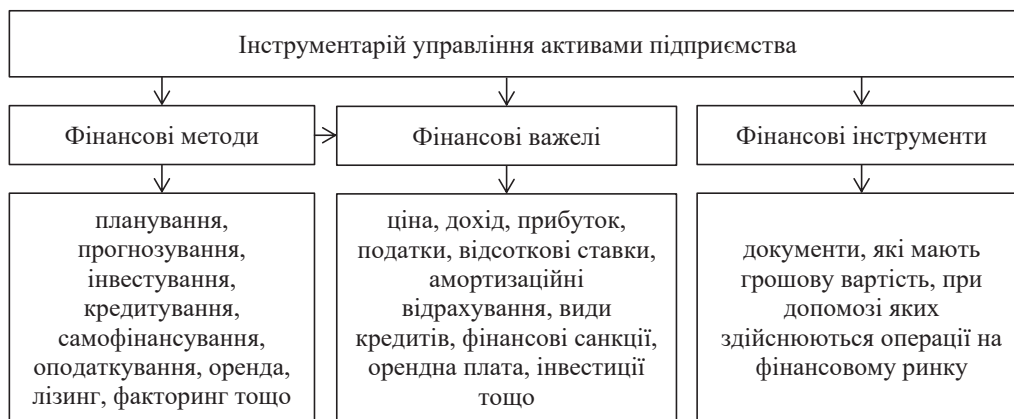 Інструментарій управління активами підприємства
Фінансові методи
Фінансові важелі
Фінансові інструменти
планування,
прогнозування,
інвестування,
кредитування,
самофінансування,
оподаткування, оренда,
лізинг, факторинг тощо
ціна, дохід, прибуток,
податки, відсоткові ставки,
амортизаційні
відрахування, види
кредитів, фінансові санкції,
орендна плата, інвестиції
тощо
документи, які мають
грошову вартість, при
допомозі яких
здійснюються операції на
фінансовому ринку